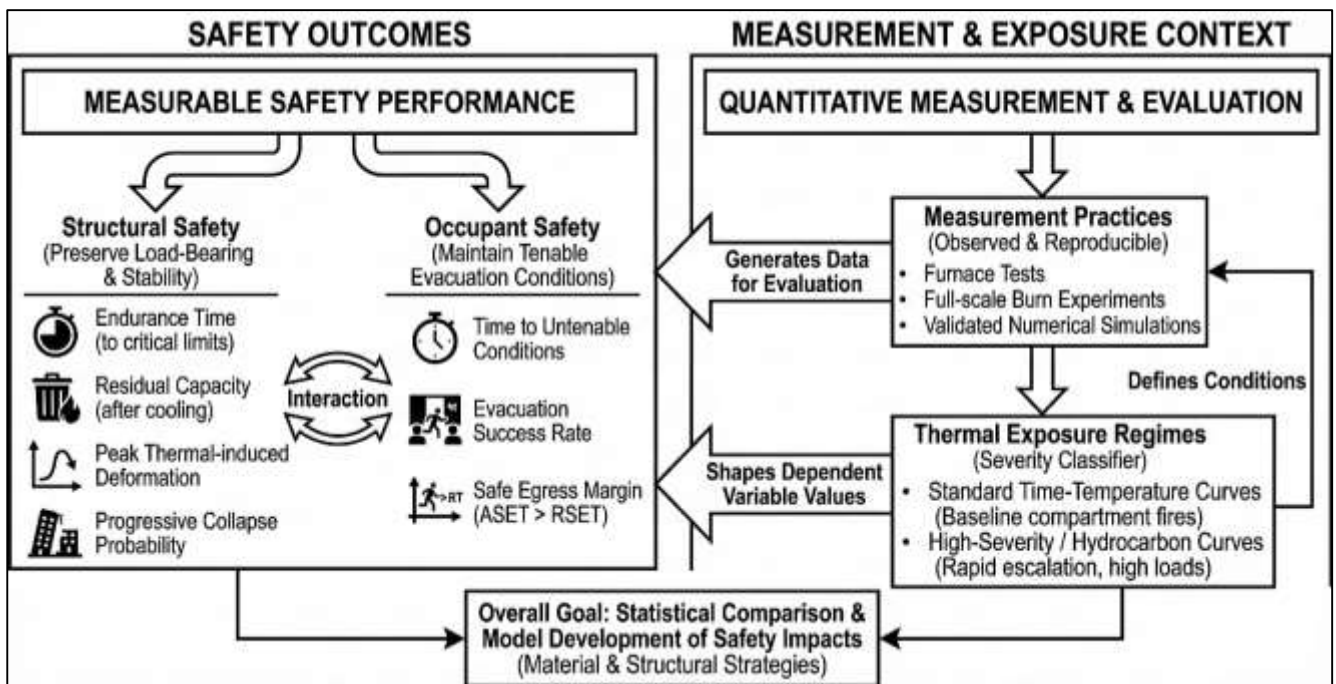 SAFETY OUTCOMES
MEASURABLE SAFETY PERFORMANCE
Structural Safety
(Preserve Load-Bearing
& Stability)
Endurance Time
(to critical limits)
Residual Capacity
(after cooling)
Peak Thermal-induced
Deformation
Progressive Collapse
Probability
Interaction
Occupant Safety
(Maintain Tenable
Evacuation Conditions)
Time to Untenable
Conditions
Evacuation
Success Rate
RT
Safe Egress Margin
(ASET > RSET)
MEASUREMENT & EXPOSURE CONTEXT
QUANTITATIVE MEASUREMENT & EVALUATION
Generates Data
for Evaluation
Measurement Practices
(Observed & Reproducible)
• Furnace Tests
• Full-scale Burn Experiments
• Validated Numerical Simulations
Defines Conditions
Shapes Dependent
Variable Values
Thermal Exposure Regimes
(Severity Classifier)
• Standard Time-Temperature Curves
(Baseline compartment fires)
• High-Severity / Hydrocarbon Curves
(Rapid escalation, high loads)
Overall Goal: Statistical Comparison &
Model Development of Safety Impacts
(Material & Structural Strategies)